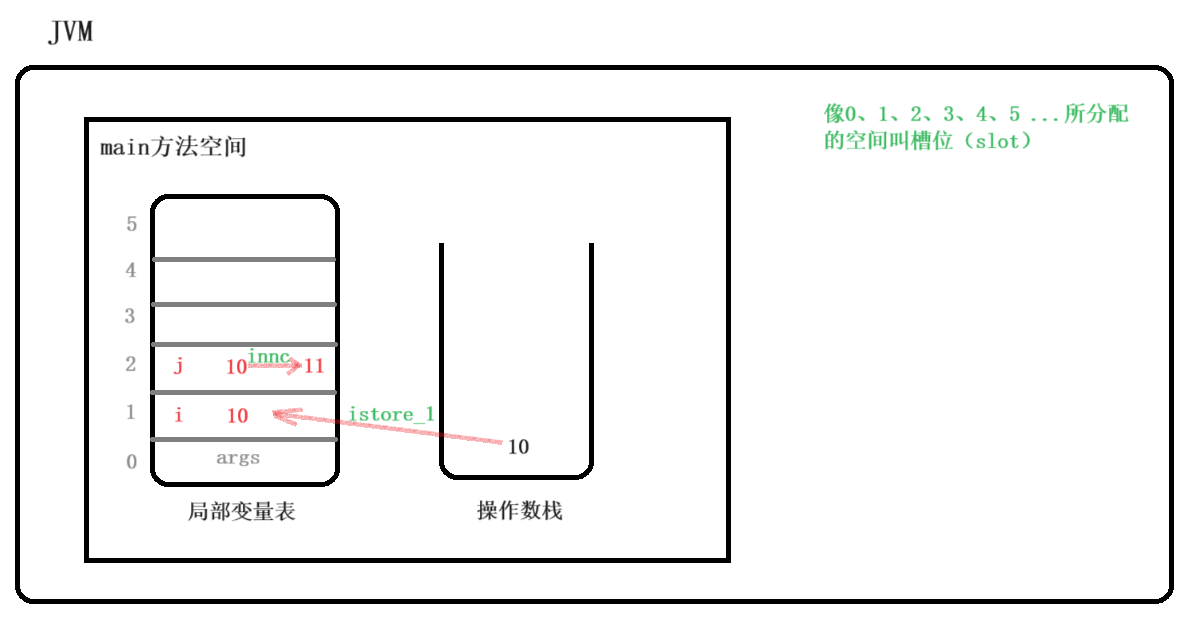 JVM
像0、1、2、3、4、5 ...所分配
的空间叫槽位（slot）
main方法空间
5
4
3
2 j 10 innc 11
1 i 10 istore_1
10
0 args
局部变量表 操作数栈